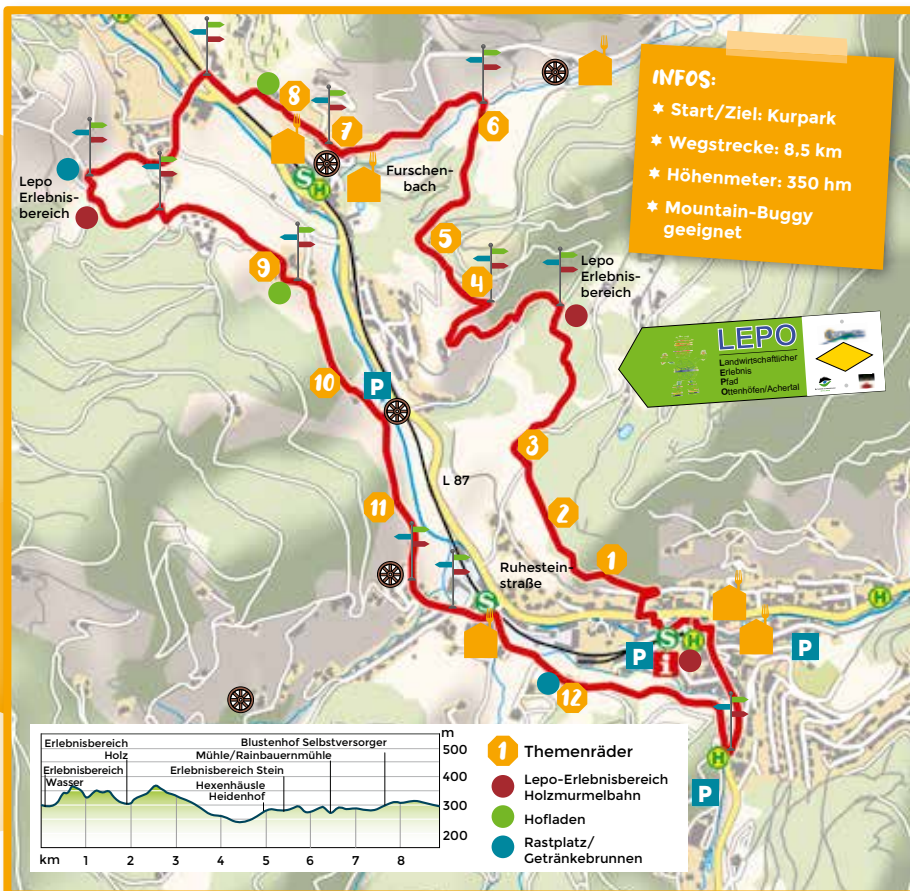 INFOS:
Start/Ziel: Kurpark
Wegstrecke: 8,5 km
Höhenmeter: 350 hm
Mountain-Buggy
geeignet
8
7
6
Lepo
Erlebnis-
bereich
S
H
Furschen-
bach
5
4
Lepo
Erlebnis-
bereich
9
LEPO
Landwirtschaftlicher
Erlebnis
Pfad
Ottenhöfen/Achertal
10
P
3
L 87
2
11
1
Ruhestein-
straße
S
H
S
H
P
i
P
12
H
P
Erlebnisbereich
Holz
Erlebnisbereich
Wasser
Blustenhof Selbstversorger
Mühle/Rainbauernmühle
Erlebnisbereich Stein
Hexenhäusle
Heidenhof
m
500
400
300
200
km 1 2 3 4 5 6 7 8
1 Themenräder
Lepo-Erlebnisbereich
Holzmurmelbahn
Hofladen
Rastplatz/
Getränkebrunnen